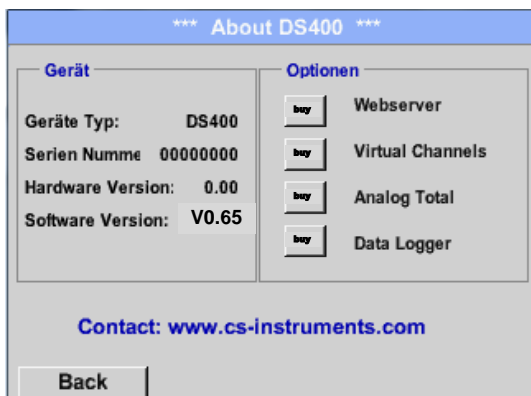 *** About DS400 ***
Gerät
Geräte Typ: DS400
Serien Numme 00000000
Hardware Version: 0.00
Software Version: V0.65
Optionen
buy Webserver
buy Virtual Channels
buy Analog Total
buy Data Logger
Contact: www.cs-instruments.com
Back